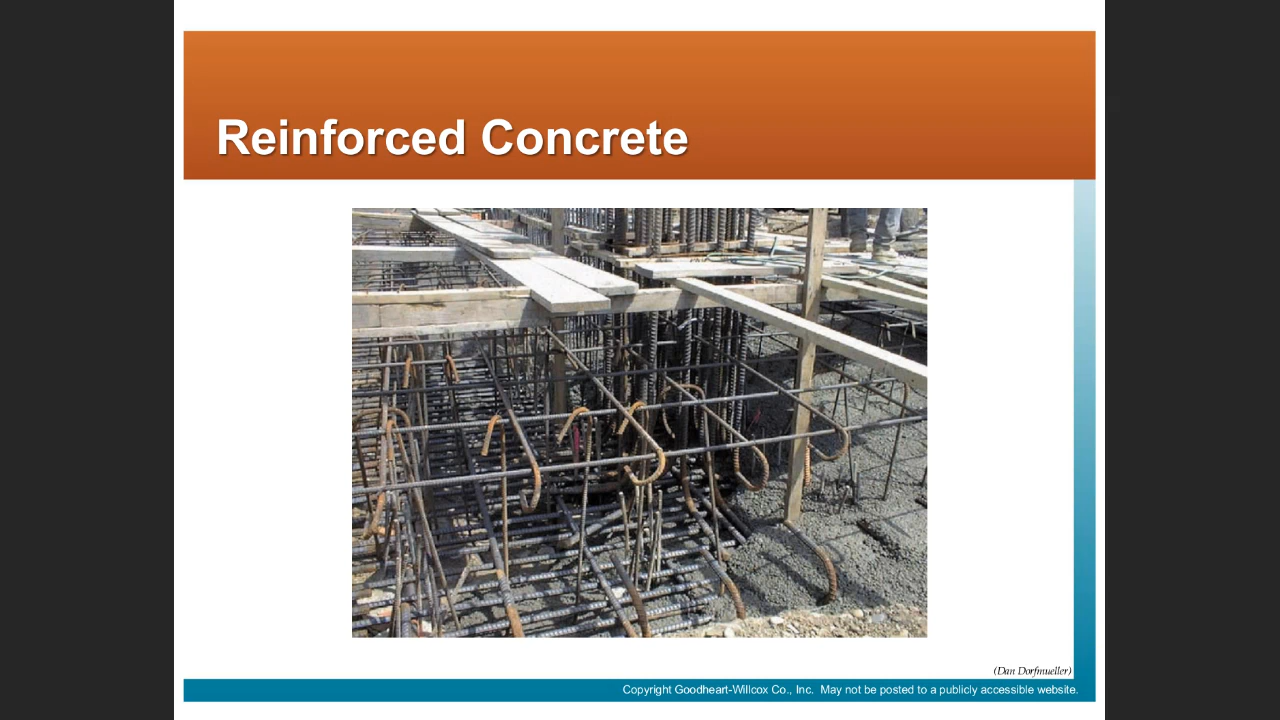 Reinforced Concrete
(Dan Dorfmueller)
Copyright Goodheart-Willcox Co., Inc.  May not be posted to a publicly accessible website.